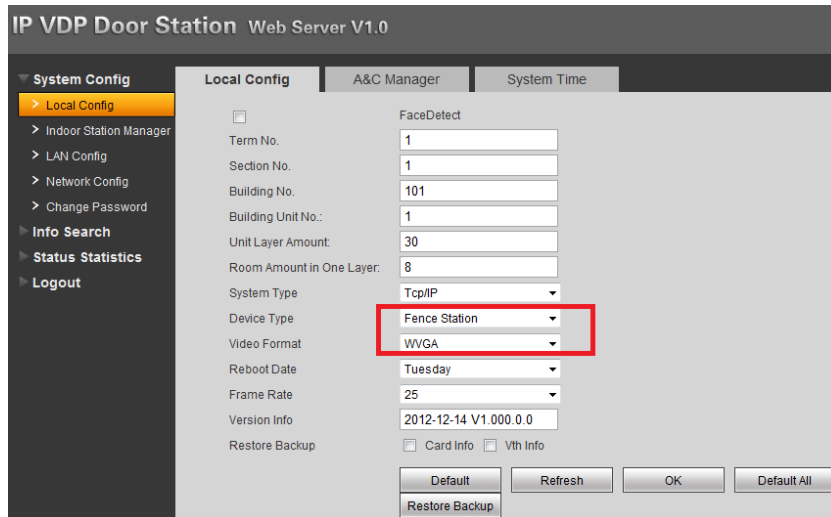 IP VDP Door Station Web Server V1.0
System Config
Local Config
Indoor Station Manager
LAN Config
Network Config
Change Password
Info Search
Status Statistics
Logout
Local Config A&C Manager System Time
FaceDetect
Term No. 1
Section No. 1
Building No. 101
Building Unit No.: 1
Unit Layer Amount: 30
Room Amount in One Layer: 8
System Type Tcp/IP
Device Type Fence Station
Video Format WVGA
Reboot Date Tuesday
Frame Rate 25
Version Info 2012-12-14 V1.000.0.0
Restore Backup Card Info Vth Info
Default Refresh OK Default All
Restore Backup